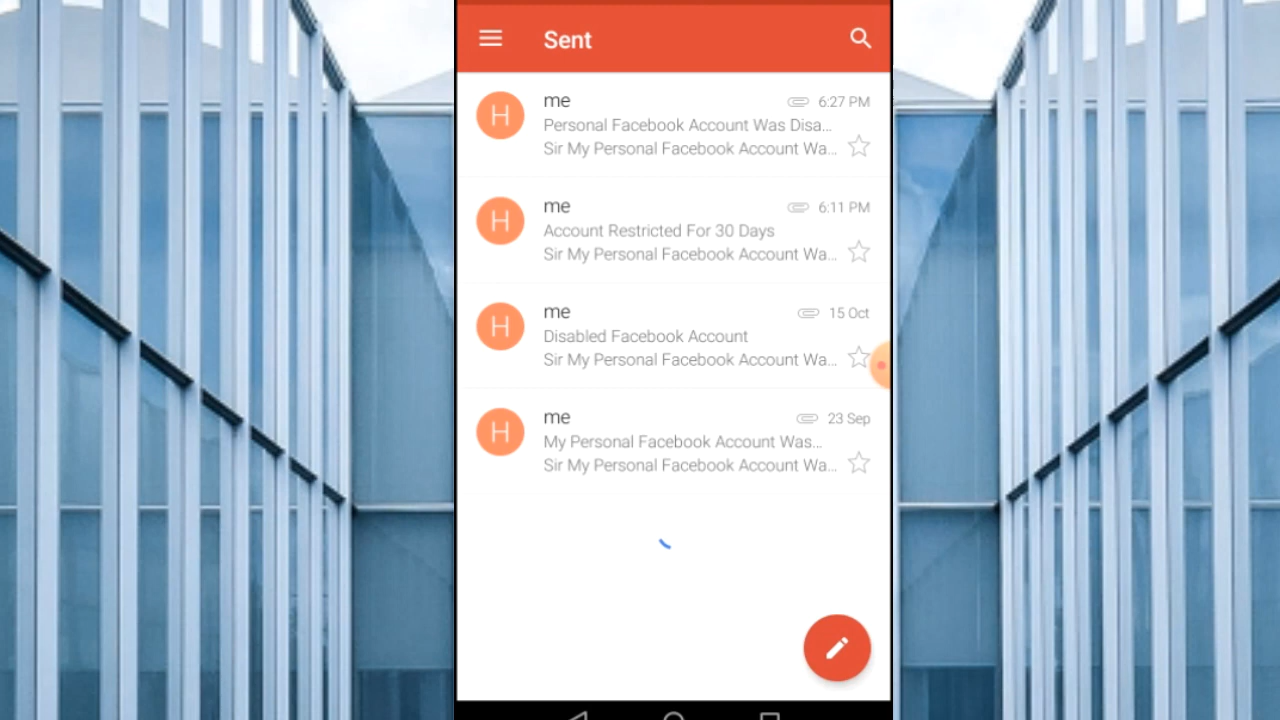 Sent
H
me
6:27 PM
Personal Facebook Account Was Disa...
Sir My Personal Facebook Account Wa...
H
me
6:11 PM
Account Restricted For 30 Days
Sir My Personal Facebook Account Wa...
H
me
15 Oct
Disabled Facebook Account
Sir My Personal Facebook Account Wa...
H
me
23 Sep
My Personal Facebook Account Was...
Sir My Personal Facebook Account Wa...